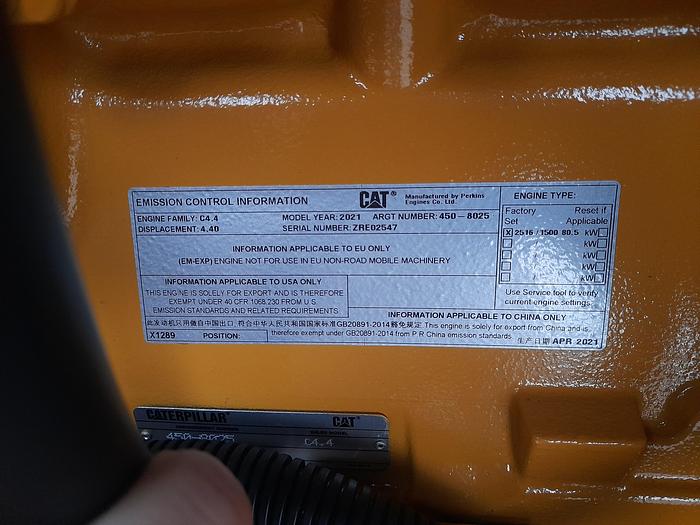 EMISSION CONTROL INFORMATION
CAT®
Manufactured by Perkins
Engines Co. Ltd.
ENGINE TYPE:
ENGINE FAMILY: C4.4
MODEL YEAR: 2021
ARGT NUMBER: 450-8025
DISPLACEMENT: 4.40
SERIAL NUMBER: ZRE02547
Factory Set
Reset if Applicable
X 2516 / 1500 80.5 kW
/ kW
/ kW
/ kW
Use Service tool to verify
current engine settings
INFORMATION APPLICABLE TO EU ONLY
(EM-EXP) ENGINE NOT FOR USE IN EU NON-ROAD MOBILE MACHINERY
INFORMATION APPLICABLE TO USA ONLY
THIS ENGINE IS SOLELY FOR EXPORT AND IS THEREFORE
EXEMPT UNDER 40 CFR 1068.230 FROM U.S.
EMISSION STANDARDS AND RELATED REQUIREMENTS
INFORMATION APPLICABLE TO CHINA ONLY
此发动机只用做自中国出口, 符合中华人民共和国国家标准GB20891-2014豁免规定. This engine is solely for export from China and is
therefore exempt under GB20891-2014 from P R China emission standards
X1289
POSITION:
生产日期 APR 2021
CATERPILLAR®
CAT®
450-8025
C4.4